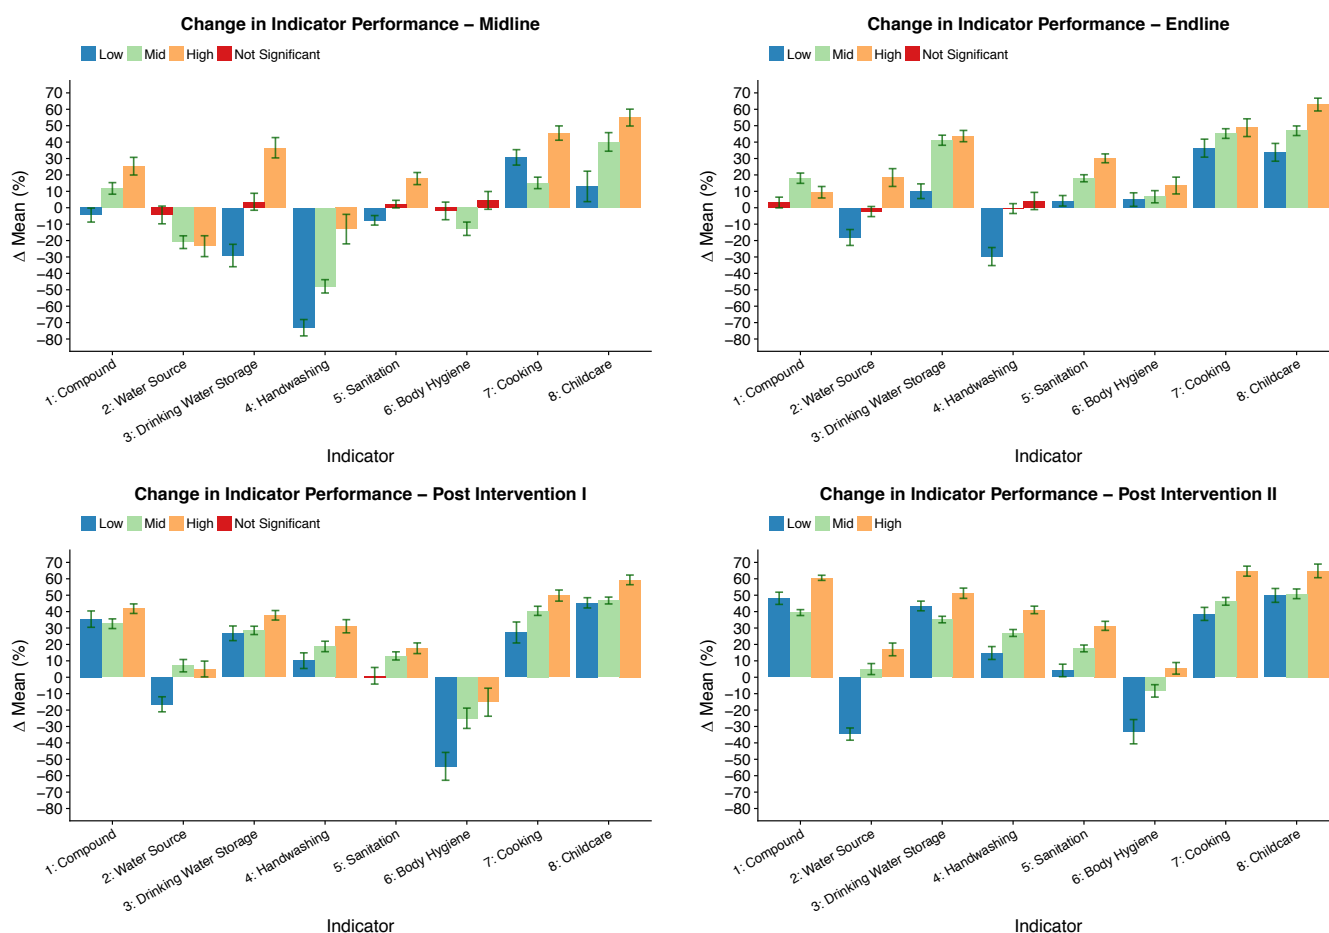 Change in Indicator Performance – Midline
Low Mid High Not Significant
70
60
50
40
30
20
10
0
−10
−20
−30
−40
−50
−60
−70
−80
Δ Mean (%)
1: Compound
2: Water Source
3: Drinking Water Storage
4: Handwashing
5: Sanitation
6: Body Hygiene
7: Cooking
8: Childcare
Indicator
Change in Indicator Performance – Endline
Low Mid High Not Significant
70
60
50
40
30
20
10
0
−10
−20
−30
−40
−50
−60
−70
−80
Δ Mean (%)
1: Compound
2: Water Source
3: Drinking Water Storage
4: Handwashing
5: Sanitation
6: Body Hygiene
7: Cooking
8: Childcare
Indicator
Change in Indicator Performance – Post Intervention I
Low Mid High Not Significant
70
60
50
40
30
20
10
0
−10
−20
−30
−40
−50
−60
−70
−80
Δ Mean (%)
1: Compound
2: Water Source
3: Drinking Water Storage
4: Handwashing
5: Sanitation
6: Body Hygiene
7: Cooking
8: Childcare
Indicator
Change in Indicator Performance – Post Intervention II
Low Mid High
70
60
50
40
30
20
10
0
−10
−20
−30
−40
−50
−60
−70
−80
Δ Mean (%)
1: Compound
2: Water Source
3: Drinking Water Storage
4: Handwashing
5: Sanitation
6: Body Hygiene
7: Cooking
8: Childcare
Indicator